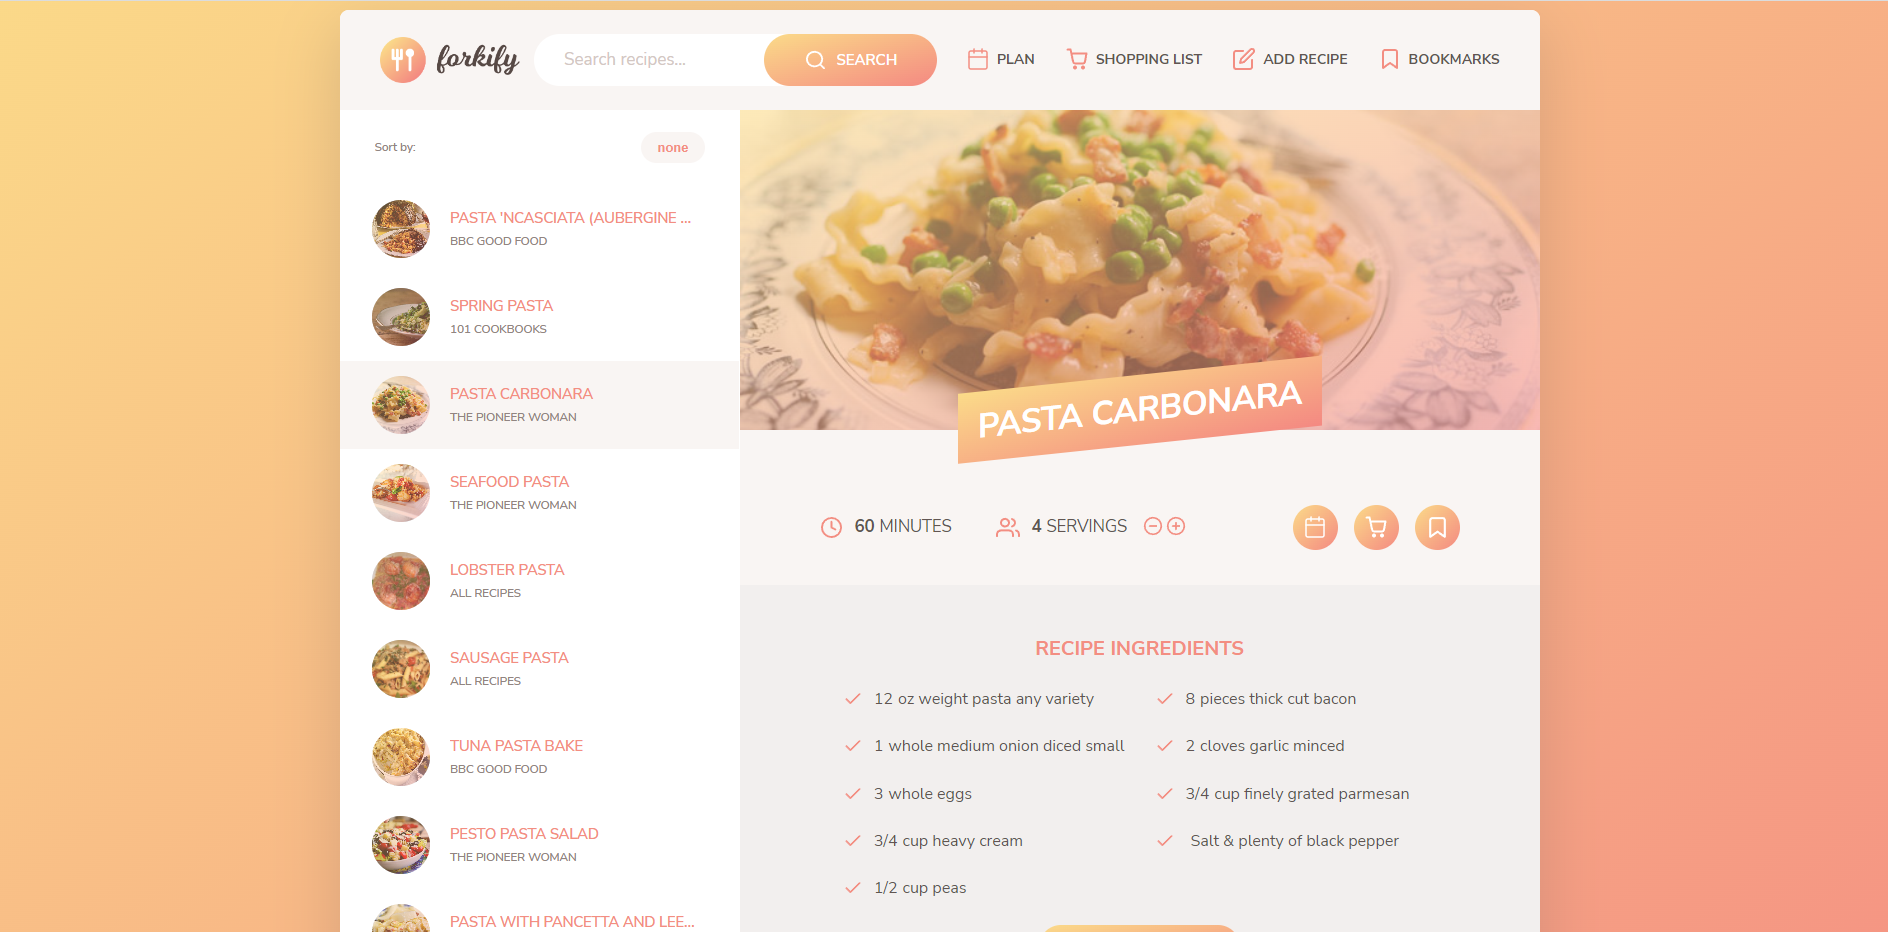 forkify
Search recipes...
SEARCH
PLAN
SHOPPING LIST
ADD RECIPE
BOOKMARKS
Sort by:
none
PASTA 'NCASCIATA (AUBERGINE ...
BBC GOOD FOOD
SPRING PASTA
101 COOKBOOKS
PASTA CARBONARA
THE PIONEER WOMAN
SEAFOOD PASTA
THE PIONEER WOMAN
LOBSTER PASTA
ALL RECIPES
SAUSAGE PASTA
ALL RECIPES
TUNA PASTA BAKE
BBC GOOD FOOD
PESTO PASTA SALAD
THE PIONEER WOMAN
PASTA WITH PANCETTA AND LEE...
PASTA CARBONARA
60 MINUTES
4 SERVINGS
RECIPE INGREDIENTS
12 oz weight pasta any variety
8 pieces thick cut bacon
1 whole medium onion diced small
2 cloves garlic minced
3 whole eggs
3/4 cup finely grated parmesan
3/4 cup heavy cream
Salt & plenty of black pepper
1/2 cup peas